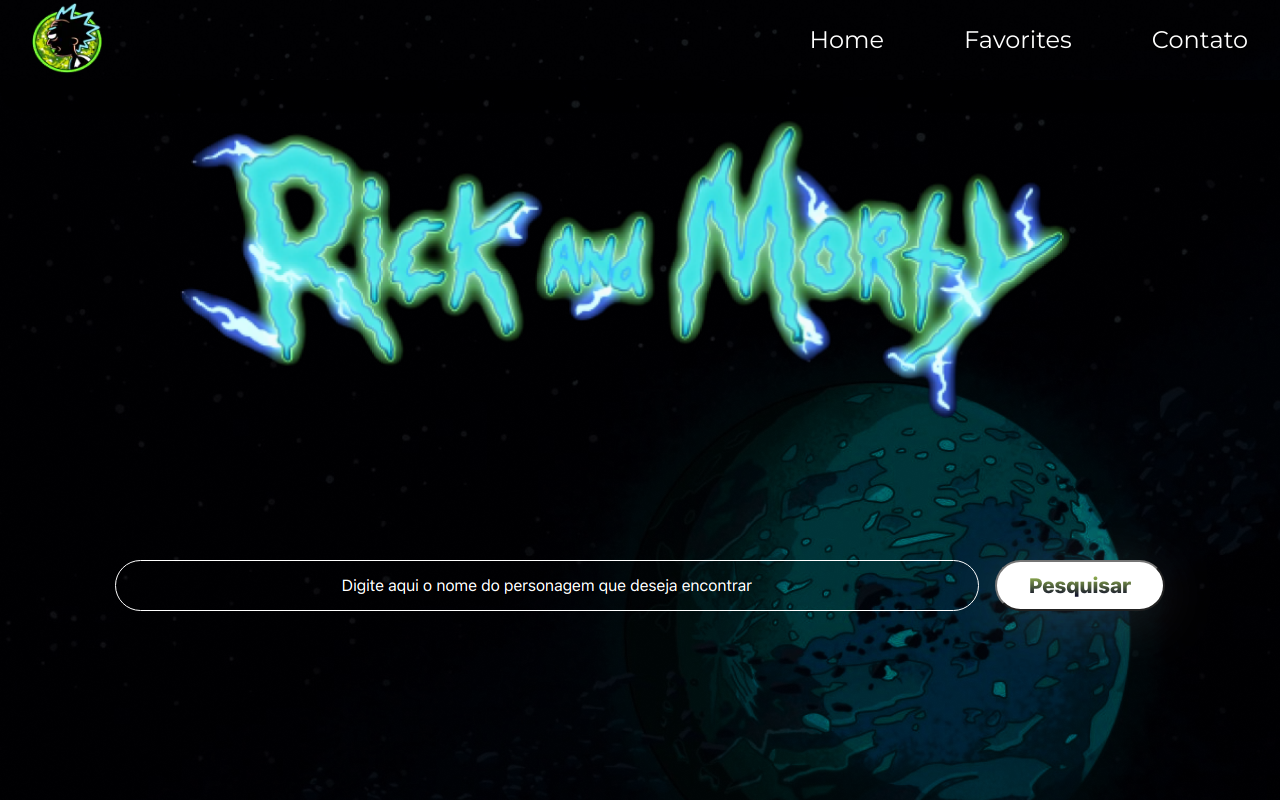 Home Favorites Contato
Rick and Morty
Digite aqui o nome do personagem que deseja encontrar
Pesquisar